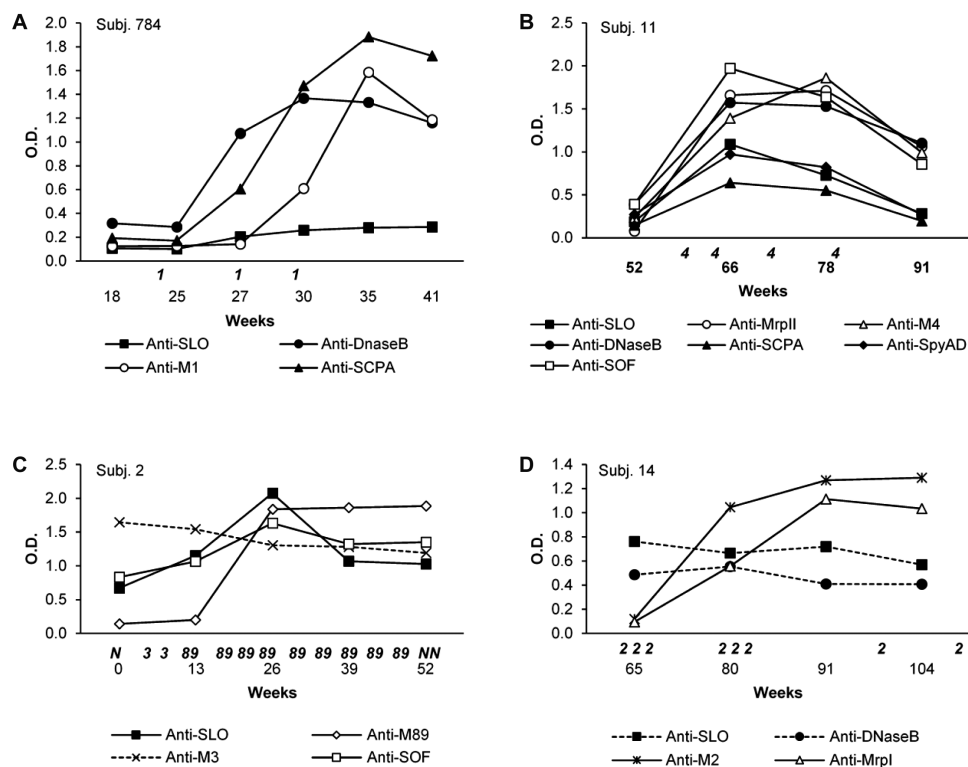 A
Subj. 784
2.0
1.8
1.6
1.4
1.2
1.0
0.8
0.6
0.4
0.2
0.0
O.D.
1 1 1
18 25 27 30 35 41
Weeks
Anti-SLO Anti-DnaseB
Anti-M1 Anti-SCPA
B
Subj. 11
2.5
2.0
1.5
1.0
0.5
0.0
O.D.
4 4 4 4
52 66 78 91
Weeks
Anti-SLO Anti-MrpII Anti-M4
Anti-DNaseB Anti-SCPA Anti-SpyAD
Anti-SOF
C
Subj. 2
2.5
2.0
1.5
1.0
0.5
0.0
O.D.
N 3 3 89 89 89 89 89 89 89 89 NN
0 13 26 39 52
Weeks
Anti-SLO Anti-M89
Anti-M3 Anti-SOF
D
Subj. 14
1.4
1.2
1.0
0.8
0.6
0.4
0.2
0.0
O.D.
2 2 2 2 2 2 2 2
65 80 91 104
Weeks
Anti-SLO Anti-DNaseB
Anti-M2 Anti-MrpI